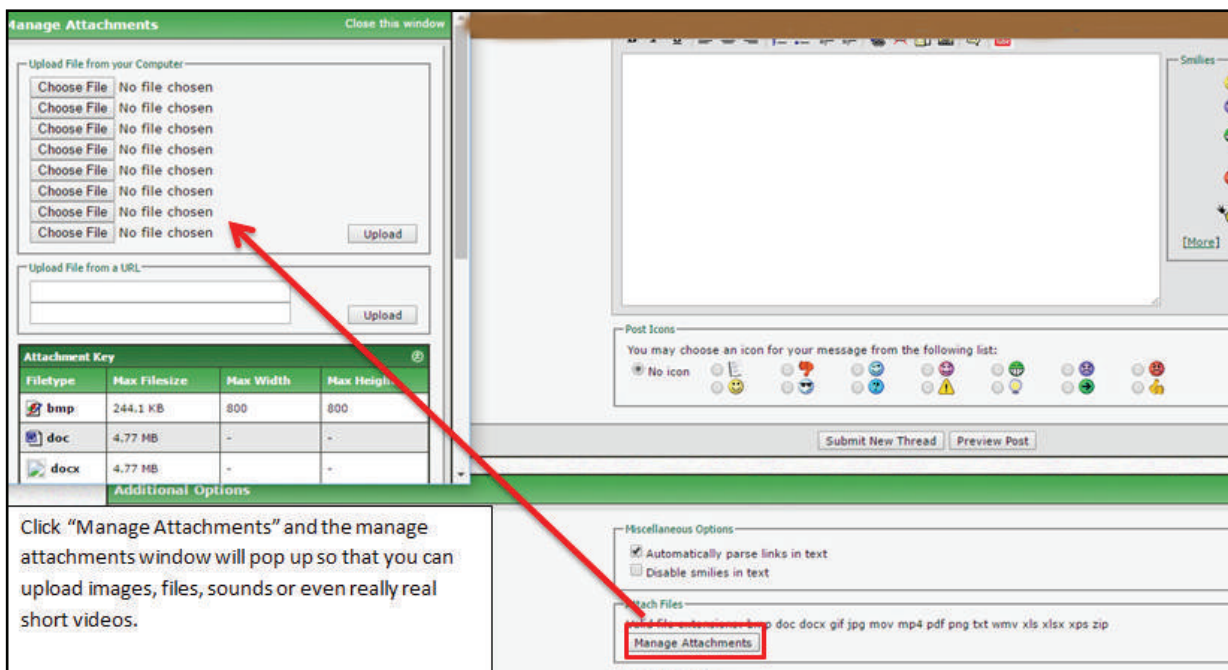 Manage Attachments Close this window
Upload File from your Computer
Choose File No file chosen
Choose File No file chosen
Choose File No file chosen
Choose File No file chosen
Choose File No file chosen
Choose File No file chosen
Choose File No file chosen
Choose File No file chosen
Upload
Upload File from a URL
Upload
Attachment Key
Filetype Max Filesize Max Width Max Height
bmp 244.1 KB 800 800
doc 4.77 MB - -
docx 4.77 MB - -
Smilies
[More]
Post Icons
You may choose an icon for your message from the following list:
No icon
Submit New Thread Preview Post
Additional Options
Click “Manage Attachments” and the manage
attachments window will pop up so that you can
upload images, files, sounds or even really real
short videos.
Miscellaneous Options
Automatically parse links in text
Disable smilies in text
Attach Files
Valid file extensions: bmp doc docx gif jpg mov mp4 pdf png txt wmv xls xlsx xps zip
Manage Attachments